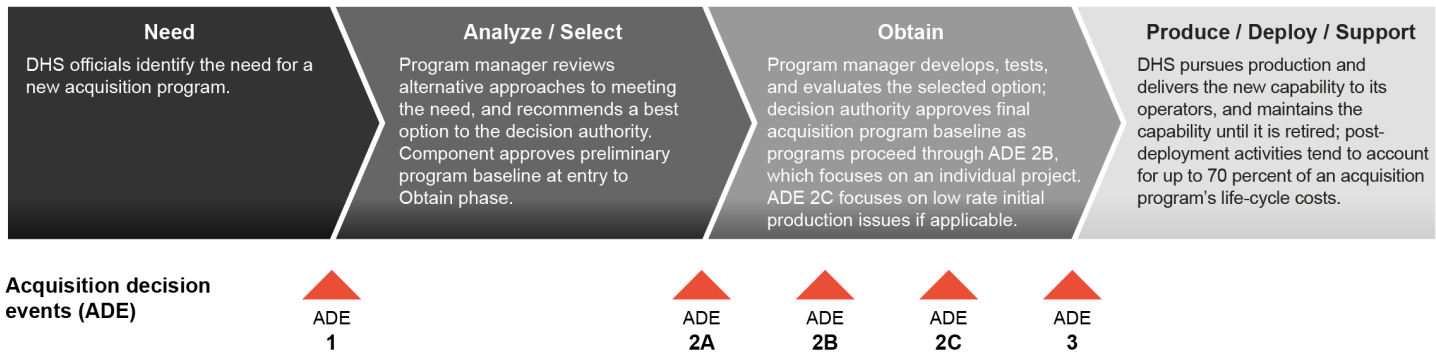 Need
DHS officials identify the need for a
new acquisition program.
Analyze / Select
Program manager reviews
alternative approaches to meeting
the need, and recommends a best
option to the decision authority.
Component approves preliminary
program baseline at entry to
Obtain phase.
Obtain
Program manager develops, tests,
and evaluates the selected option;
decision authority approves final
acquisition program baseline as
programs proceed through ADE 2B,
which focuses on an individual project.
ADE 2C focuses on low rate initial
production issues if applicable.
Produce / Deploy / Support
DHS pursues production and
delivers the new capability to its
operators, and maintains the
capability until it is retired; post-
deployment activities tend to account
for up to 70 percent of an acquisition
program’s life-cycle costs.
Acquisition decision
events (ADE)
ADE
1
ADE
2A
ADE
2B
ADE
2C
ADE
3